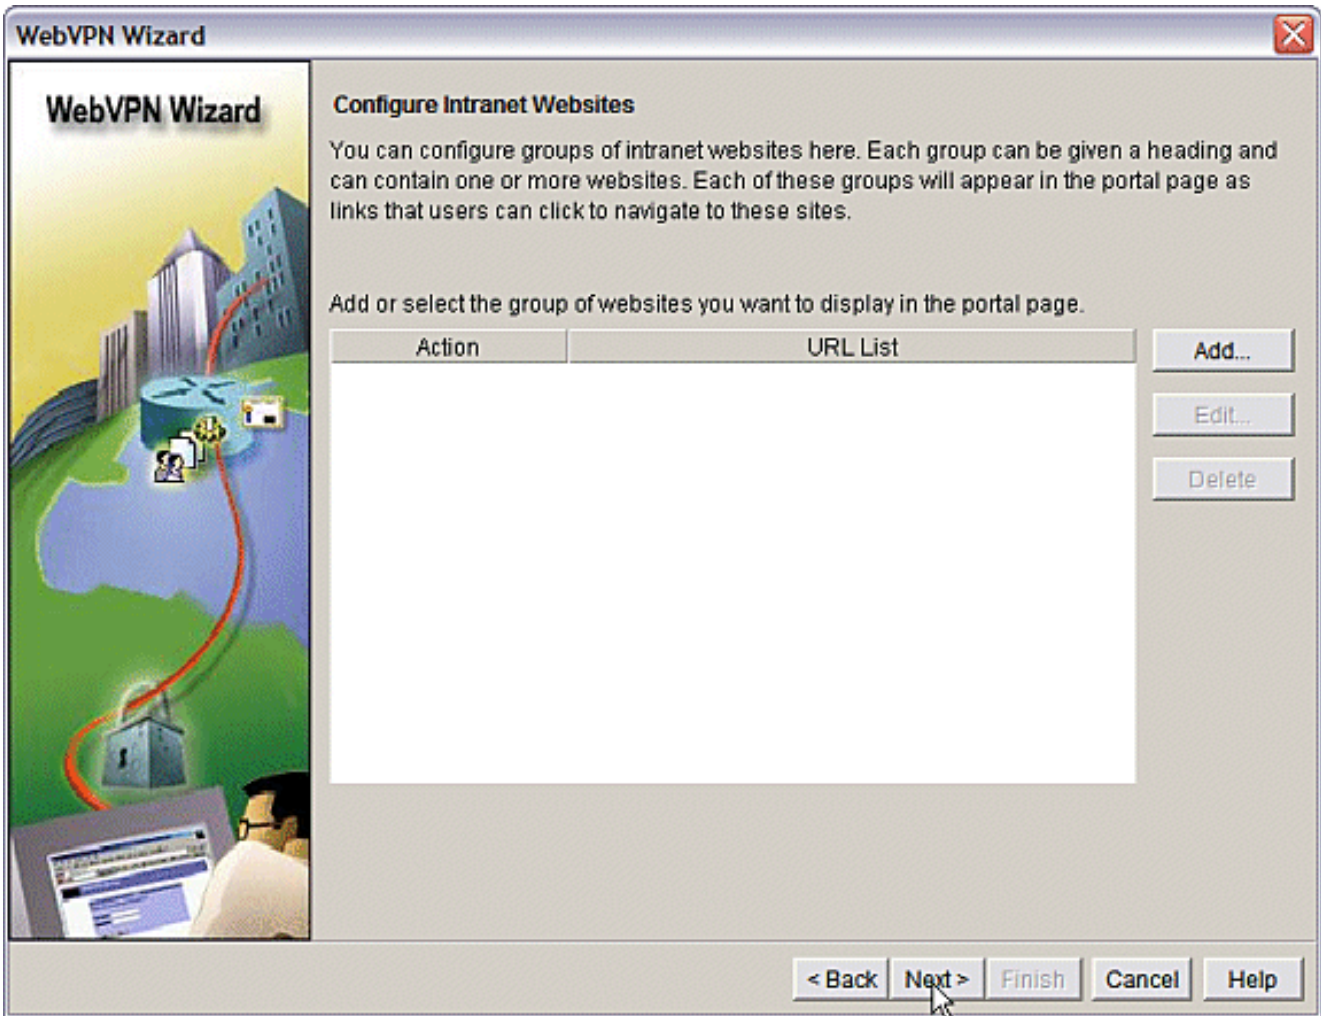 WebVPN Wizard
WebVPN Wizard
Configure Intranet Websites
You can configure groups of intranet websites here. Each group can be given a heading and
can contain one or more websites. Each of these groups will appear in the portal page as
links that users can click to navigate to these sites.
Add or select the group of websites you want to display in the portal page.
Action URL List
Add...
Edit...
Delete
< Back Next > Finish Cancel Help